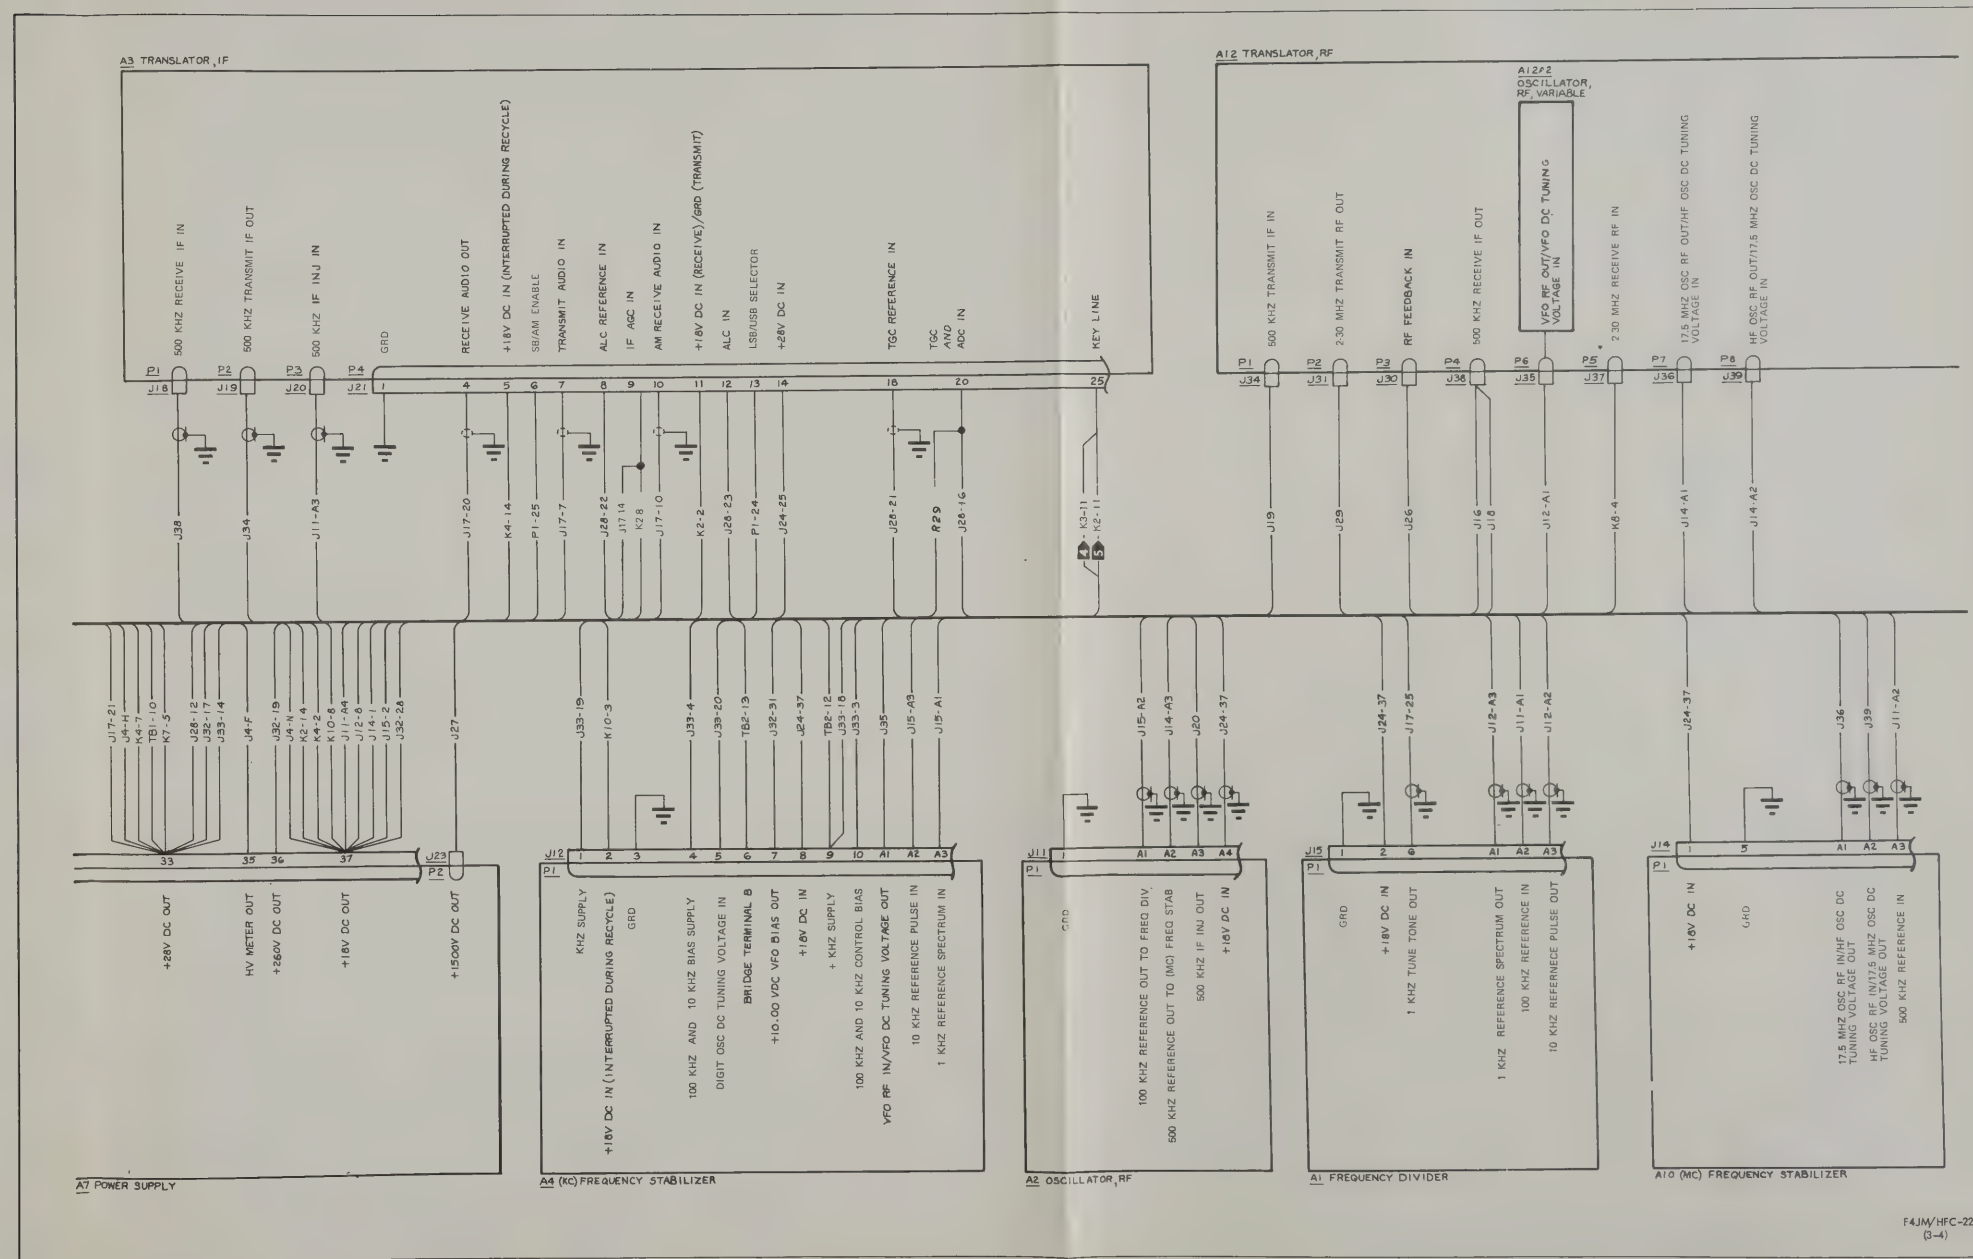 A3 TRANSLATOR, IF
500 KHZ RECEIVE IF IN
500 KHZ TRANSMIT IF OUT
500 KHZ IF INJ IN
GRD
RECEIVE AUDIO OUT
+18V DC IN (INTERRUPTED DURING RECYCLE)
SB/AM ENABLE
TRANSMIT AUDIO IN
ALC REFERENCE IN
IF AGC IN
AM RECEIVE AUDIO IN
+18V DC IN (RECEIVE)/GRD (TRANSMIT)
ALC IN
LSB/USB SELECTOR
+28V DC IN
TGC REFERENCE IN
TGC
AND
ADC IN
KEY LINE
P1 P2 P3 P4
J18 J19 J20 J21
1 4 5 6 7 8 9 10 11 12 13 14 18 20 25
J38
J34
J11-A3
J17-20
K4-14
P1-25
J17-7
J28-22
J17 14
K2 8
J17-10
K2-2
J28-23
P1-24
J24-25
J28-21
R29
J28-16
4 K3-11
5 K2-11
A12 TRANSLATOR, RF
A12P2
OSCILLATOR,
RF, VARIABLE
500 KHZ TRANSMIT IF IN
2-30 MHZ TRANSMIT RF OUT
RF FEEDBACK IN
500 KHZ RECEIVE IF OUT
VFO RF OUT/VFO DC TUNING
VOLTAGE IN
2 30 MHZ RECEIVE RF IN
17.5 MHZ OSC RF OUT/HF OSC DC TUNING
VOLTAGE IN
HF OSC RF OUT/17.5 MHZ OSC DC TUNING
VOLTAGE IN
P1 P2 P3 P4 P6 P5 P7 P8
J34 J31 J30 J38 J35 J37 J36 J39
J19
J29
J26
J16
J18
J12-A1
K8-4
J14-A1
J14-A2
J17-21
J4-H
K4-7
TB1-10
K7-5
J28-12
J32-17
J33-14
J4-F
J32-19
J4-N
K2-14
K4-2
K10-8
J11-A4
J12-8
J14-1
J15-2
J32-28
J27
33 35 36 37
J23
P2
+28V DC OUT
HV METER OUT
+260V DC OUT
+18V DC OUT
+1500V DC OUT
A7 POWER SUPPLY
J33-19
K10-3
J33-4
J33-20
TB2-13
J32-31
J24-37
TB2-12
J33-18
J33-3
J35
J15-A3
J15-A1
J12
P1
1 2 3 4 5 6 7 8 9 10 A1 A2 A3
KHZ SUPPLY
+18V DC IN (INTERRUPTED DURING RECYCLE)
GRD
100 KHZ AND 10 KHZ BIAS SUPPLY
DIGIT OSC DC TUNING VOLTAGE IN
BRIDGE TERMINAL B
+10.00 VDC VFO BIAS OUT
+18V DC IN
+ KHZ SUPPLY
100 KHZ AND 10 KHZ CONTROL BIAS
VFO RF IN/VFO DC TUNING VOLTAGE OUT
10 KHZ REFERENCE PULSE IN
1 KHZ REFERENCE SPECTRUM IN
A4 (KC) FREQUENCY STABILIZER
J15-A2
J14-A3
J20
J24-37
J11
P1
1 A1 A2 A3 A4
GRD
100 KHZ REFERENCE OUT TO FREQ DIV,
500 KHZ REFERENCE OUT TO (MC) FREQ STAB
500 KHZ IF INJ OUT
+18V DC IN
A2 OSCILLATOR, RF
J24-37
J17-25
J12-A3
J11-A1
J12-A2
J15
P1
1 2 6 A1 A2 A3
GRD
+18V DC IN
1 KHZ TUNE TONE OUT
1 KHZ REFERENCE SPECTRUM OUT
100 KHZ REFERENCE IN
10 KHZ REFERNECE PULSE OUT
A1 FREQUENCY DIVIDER
J24-37
J36
J39
J11-A2
J14
P1
1 5 A1 A2 A3
+18V DC IN
GRD
17.5 MHZ OSC RF IN/HF OSC DC
TUNING VOLTAGE OUT
HF OSC RF IN/17.5 MHZ OSC DC
TUNING VOLTAGE OUT
500 KHZ REFERENCE IN
A10 (MC) FREQUENCY STABILIZER
F4JM/HFC-22
(3-4)